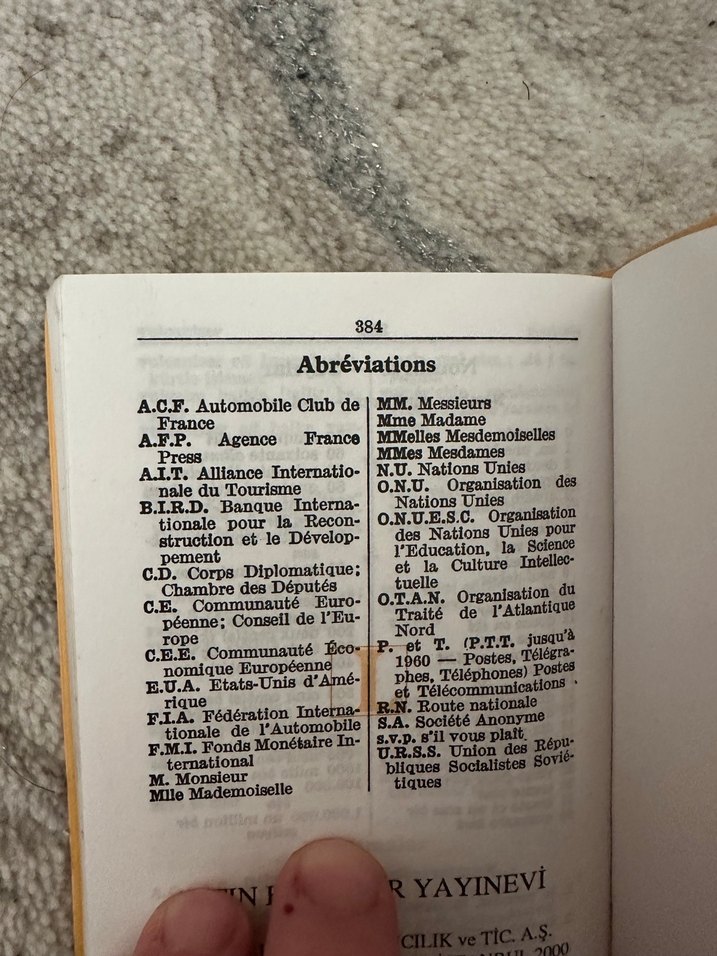 384
Abréviations
A.C.F. Automobile Club de
France
A.F.P. Agence France
Press
A.I.T. Alliance Internatio-
nale du Tourisme
B.I.R.D. Banque Interna-
tionale pour la Recon-
struction et le Dévelop-
pement
C.D. Corps Diplomatique;
Chambre des Députés
C.E. Communauté Euro-
péenne; Conseil de l'Eu-
rope
C.E.E. Communauté Éco-
nomique Européenne
E.U.A. Etats-Unis d'Amé-
rique
F.I.A. Fédération Interna-
tionale de l'Automobile
F.M.I. Fonds Monétaire In-
ternational
M. Monsieur
Mlle Mademoiselle
MM. Messieurs
Mme Madame
MMelles Mesdemoiselles
MMes Mesdames
N.U. Nations Unies
O.N.U. Organisation des
Nations Unies
O.N.U.E.S.C. Organisation
des Nations Unies pour
l'Education, la Science
et la Culture Intellec-
tuelle
O.T.A.N. Organisation du
Traité de l'Atlantique
Nord
P. et T. (P.T.T. jusqu'à
1960 — Postes, Télégra-
phes, Téléphones) Postes
et Télécommunications
R.N. Route nationale
S.A. Société Anonyme
s.v.p. s'il vous plaît.
U.R.S.S. Union des Répu-
bliques Socialistes Sovié-
tiques
YAYINEVİ
ve TİC. A.Ş.
2000